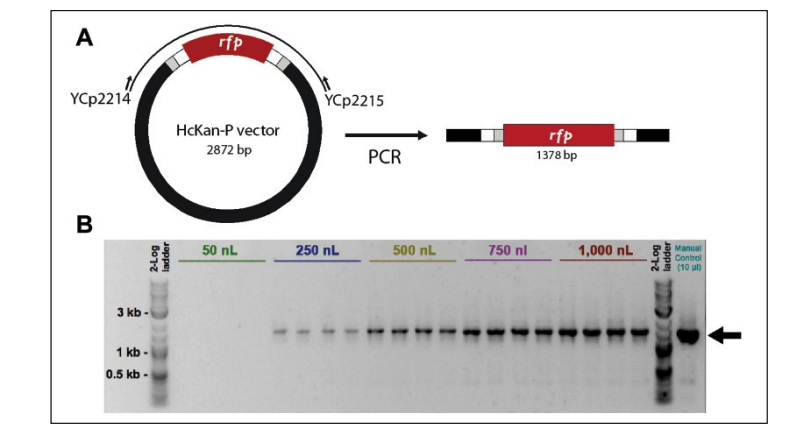 A
rfp
YCp2214
YCp2215
HcKan-P vector
2872 bp
PCR
rfp
1378 bp
B
2-Log
ladder
50 nL
250 nL
500 nL
750 nl
1,000 nL
2-Log
ladder
Manual
Control
(10 µl)
3 kb -
1 kb -
0.5 kb -